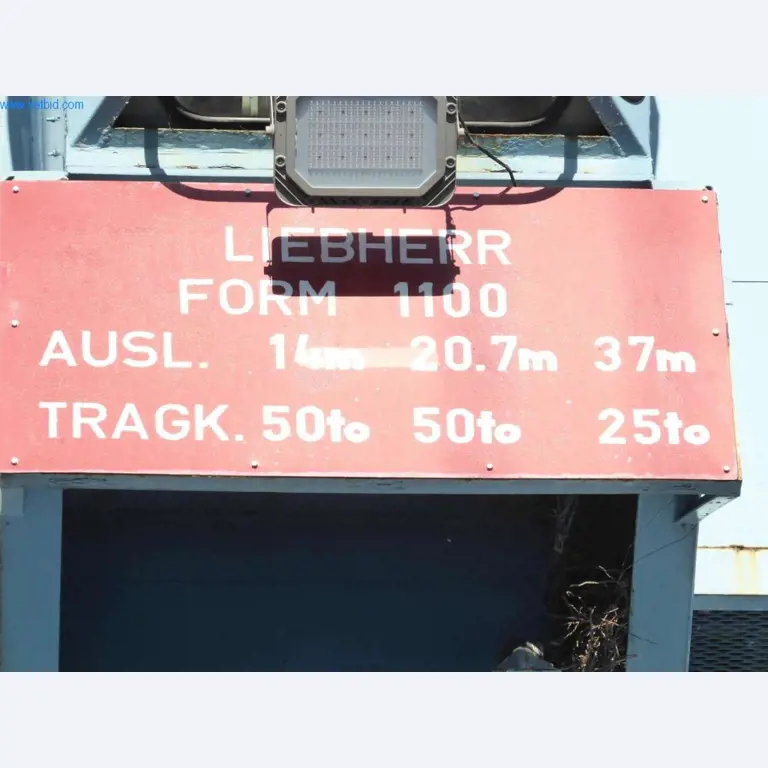 LIEBHERR
FORM 1100
AUSL. 14m 20.7m 37m
TRAGK. 50to 50to 25to